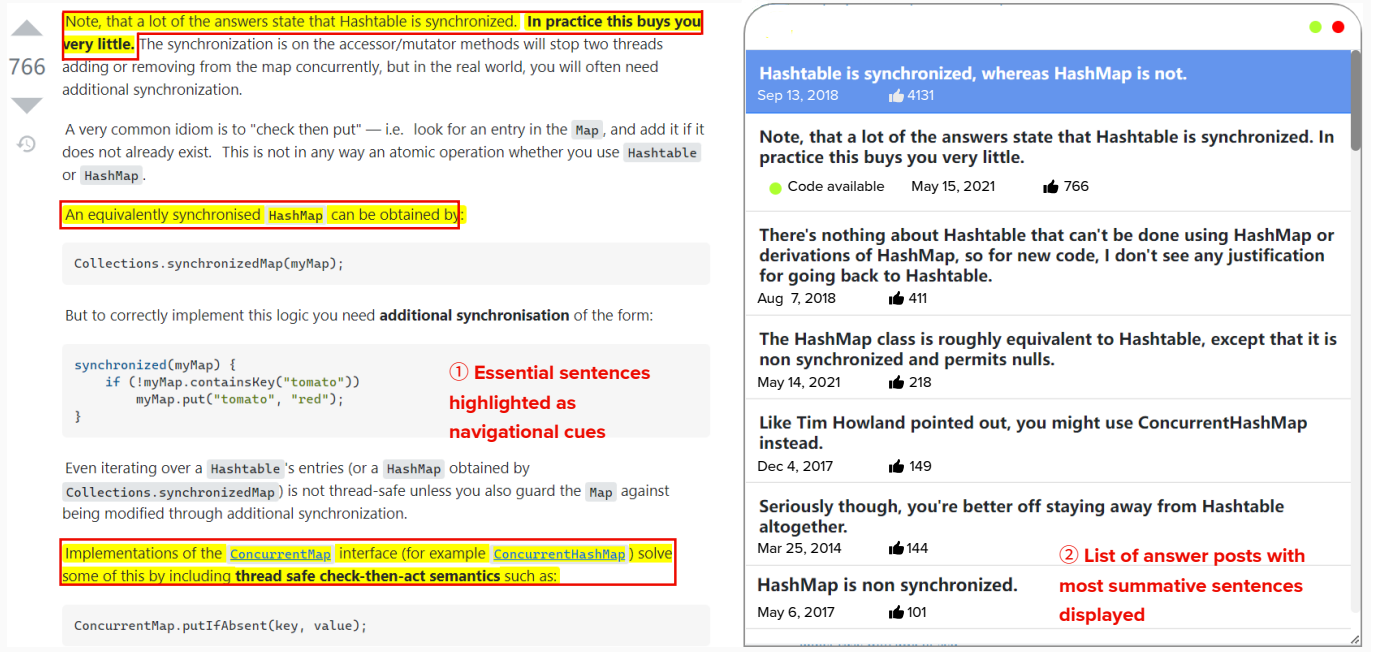 Note, that a lot of the answers state that Hashtable is synchronized. In practice this buys you
very little. The synchronization is on the accessor/mutator methods will stop two threads
adding or removing from the map concurrently, but in the real world, you will often need
additional synchronization.
766
A very common idiom is to "check then put" — i.e. look for an entry in the Map, and add it if it
does not already exist. This is not in any way an atomic operation whether you use Hashtable
or HashMap.
An equivalently synchronised HashMap can be obtained by:
Collections.synchronizedMap(myMap);
But to correctly implement this logic you need additional synchronisation of the form:
synchronized(myMap) {
if (!myMap.containsKey("tomato"))
myMap.put("tomato", "red");
}
① Essential sentences
highlighted as
navigational cues
Even iterating over a Hashtable's entries (or a HashMap obtained by
Collections.synchronizedMap) is not thread-safe unless you also guard the Map against
being modified through additional synchronization.
Implementations of the ConcurrentMap interface (for example ConcurrentHashMap) solve
some of this by including thread safe check-then-act semantics such as:
ConcurrentMap.putIfAbsent(key, value);
Hashtable is synchronized, whereas HashMap is not.
Sep 13, 2018 4131
Note, that a lot of the answers state that Hashtable is synchronized. In
practice this buys you very little.
Code available May 15, 2021 766
There's nothing about Hashtable that can't be done using HashMap or
derivations of HashMap, so for new code, I don't see any justification
for going back to Hashtable.
Aug 7, 2018 411
The HashMap class is roughly equivalent to Hashtable, except that it is
non synchronized and permits nulls.
May 14, 2021 218
Like Tim Howland pointed out, you might use ConcurrentHashMap
instead.
Dec 4, 2017 149
Seriously though, you're better off staying away from Hashtable
altogether.
Mar 25, 2014 144
HashMap is non synchronized.
May 6, 2017 101
② List of answer posts with
most summative sentences
displayed